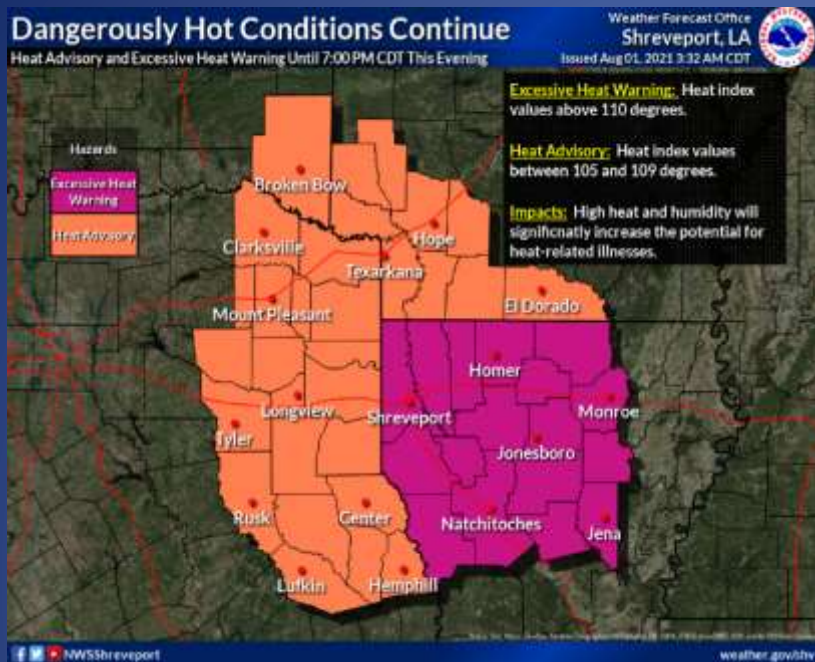 Dangerously Hot Conditions Continue
Heat Advisory and Excessive Heat Warning Until 7:00 PM CDT This Evening
Weather Forecast Office
Shreveport, LA
Issued Aug 01, 2021 3:32 AM CDT
Excessive Heat Warning: Heat index
values above 110 degrees.
Heat Advisory: Heat index values
between 105 and 109 degrees.
Impacts: High heat and humidity will
significnatly increase the potential for
heat-related illnesses.
Hazards
Excessive Heat
Warning
Heat Advisory
Broken Bow
Clarksville
Hope
Texarkana
Mount Pleasant
El Dorado
Homer
Longview
Shreveport
Monroe
Tyler
Jonesboro
Rusk
Center
Natchitoches
Jena
Lufkin
Hemphill
NWSShreveport
weather.gov/shv